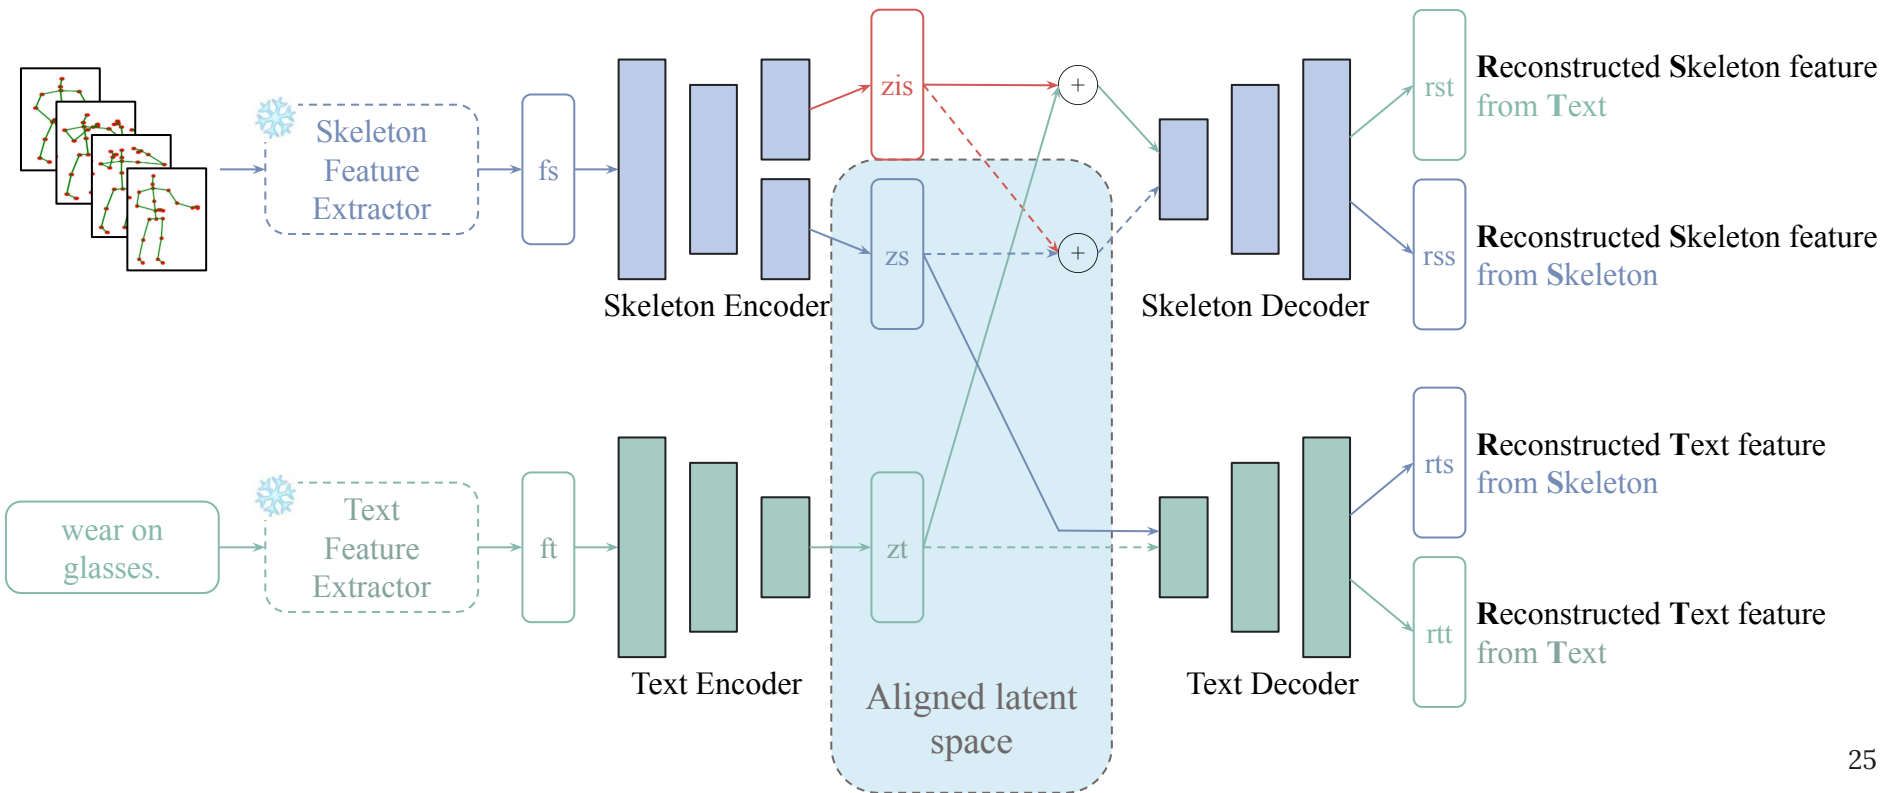 Skeleton
Feature
Extractor
fs
Skeleton Encoder
zis
zs
+
+
Skeleton Decoder
rst
Reconstructed Skeleton feature
from Text
rss
Reconstructed Skeleton feature
from Skeleton
wear on
glasses.
Text
Feature
Extractor
ft
Text Encoder
zt
Aligned latent
space
Text Decoder
rts
Reconstructed Text feature
from Skeleton
rtt
Reconstructed Text feature
from Text
25